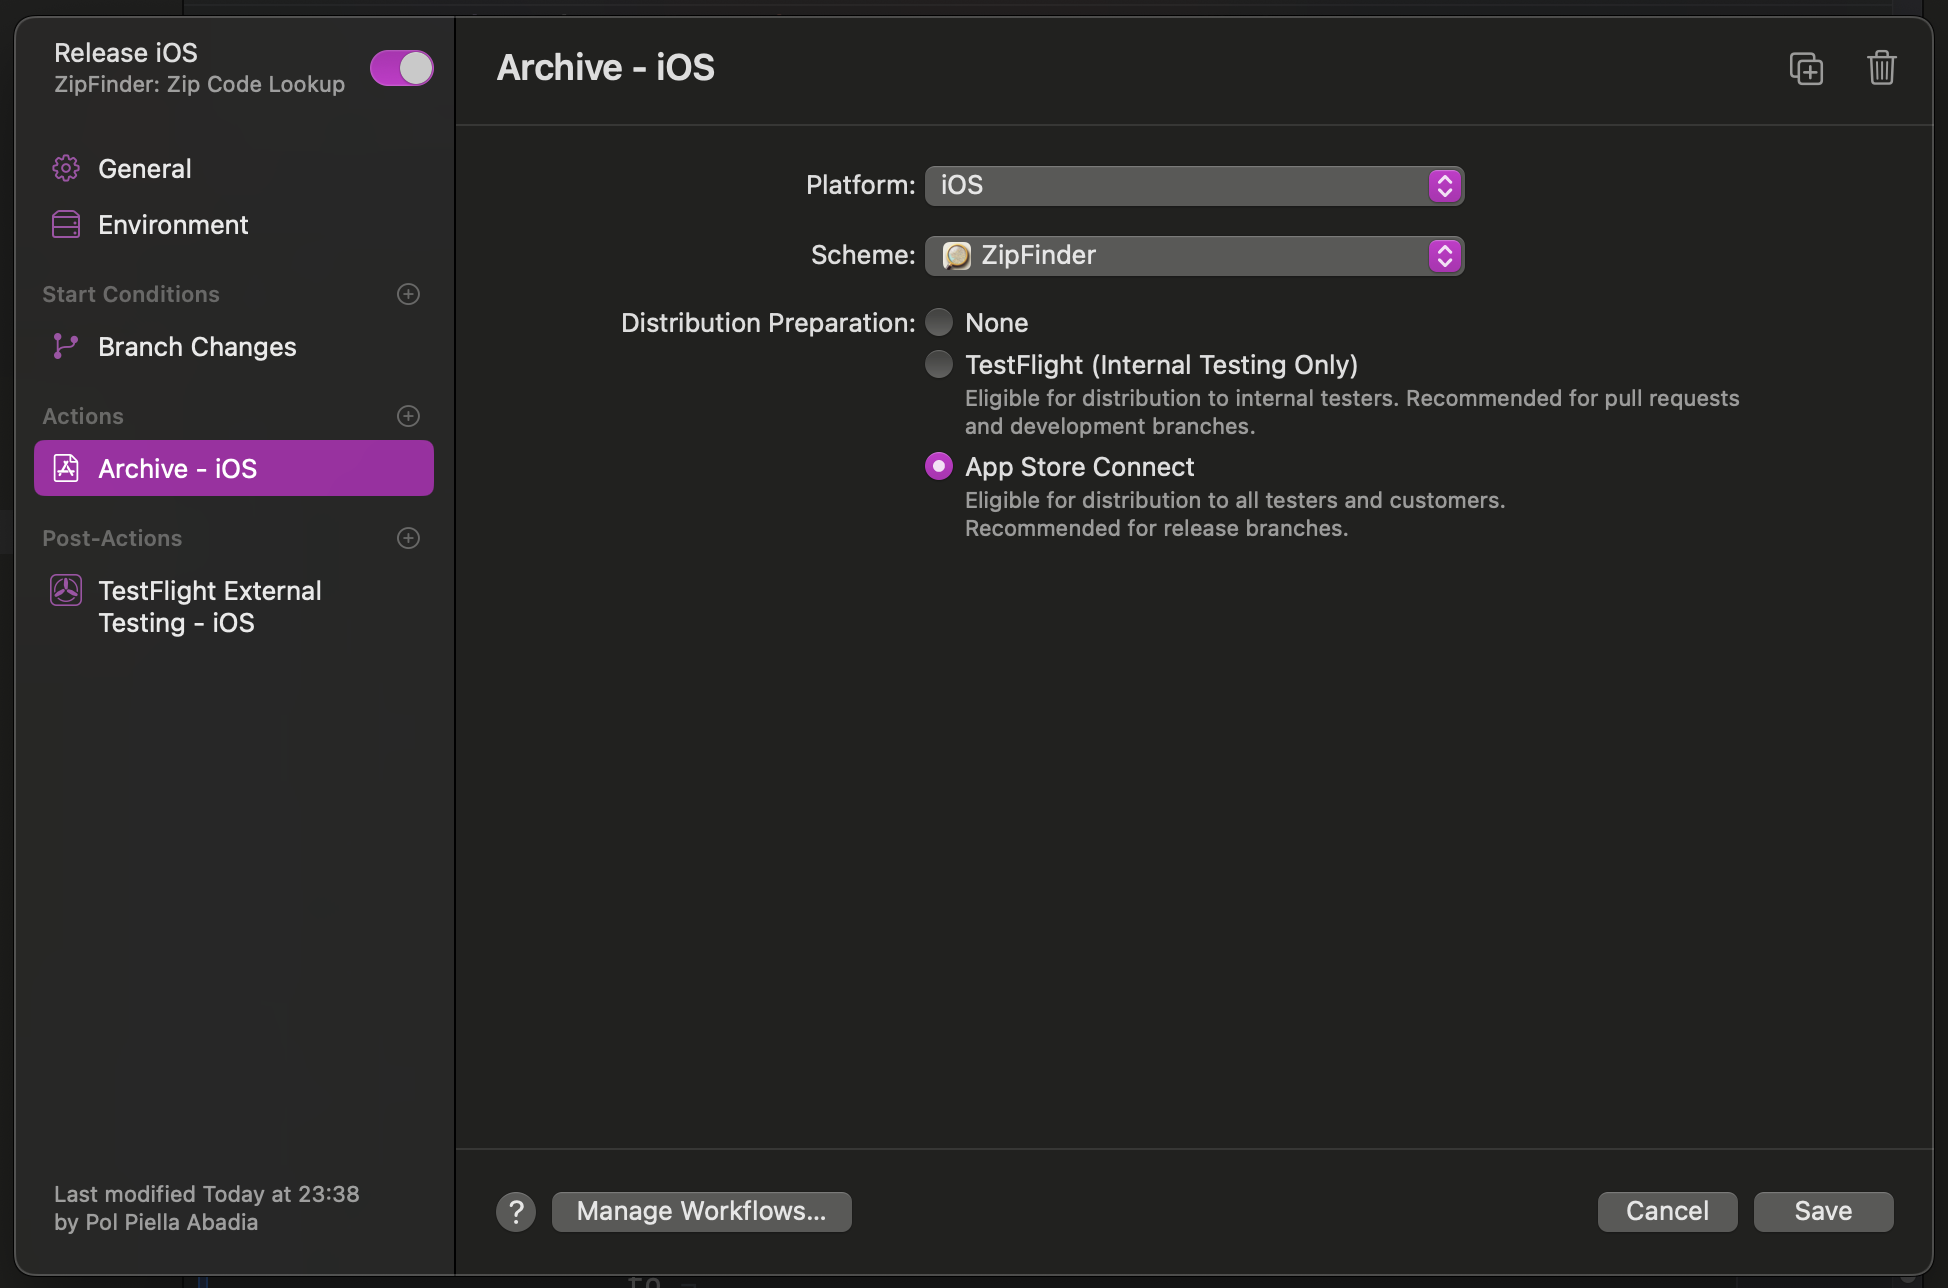 Release iOS
ZipFinder: Zip Code Lookup
General
Environment
Start Conditions
Branch Changes
Actions
Archive - iOS
Post-Actions
TestFlight External
Testing - iOS
Last modified Today at 23:38
by Pol Piella Abadia
Archive - iOS
Platform: iOS
Scheme: ZipFinder
Distribution Preparation: None
TestFlight (Internal Testing Only)
Eligible for distribution to internal testers. Recommended for pull requests
and development branches.
App Store Connect
Eligible for distribution to all testers and customers.
Recommended for release branches.
? Manage Workflows...
Cancel
Save